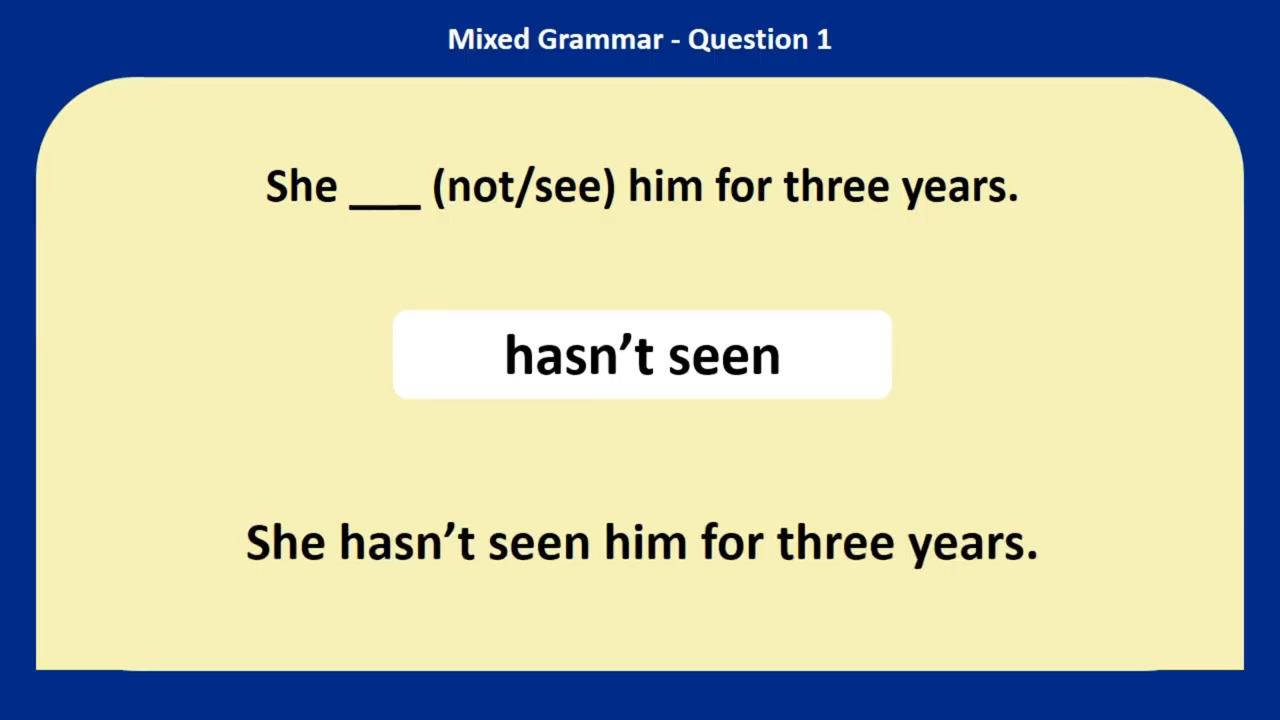 Mixed Grammar - Question 1
She ___ (not/see) him for three years.
hasn’t seen
She hasn’t seen him for three years.